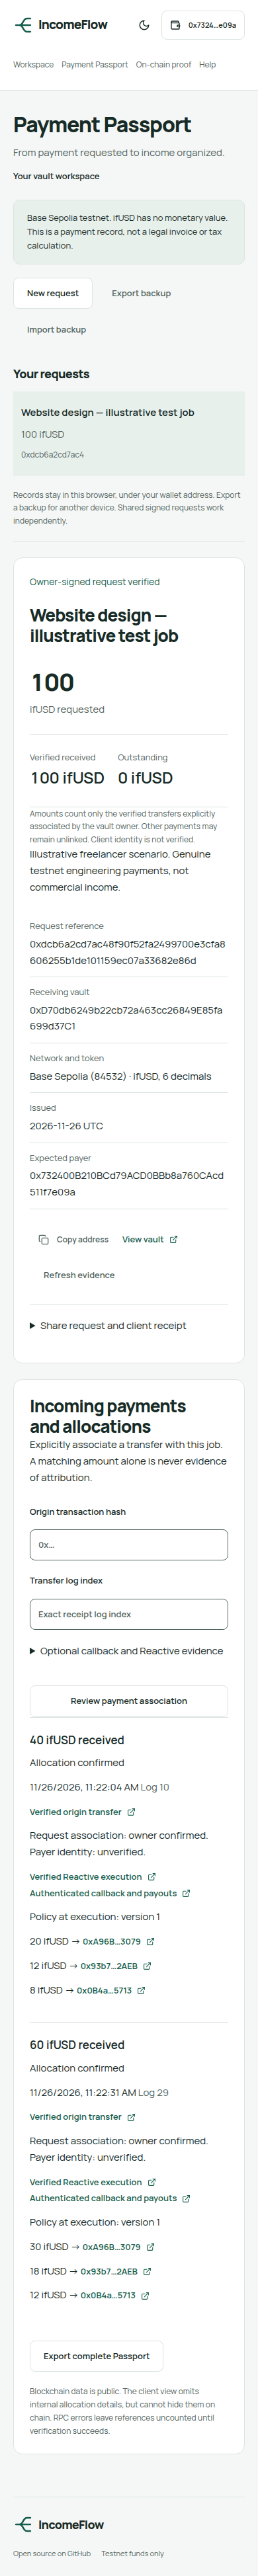 IncomeFlow
0x7324...e09a
Workspace Payment Passport On-chain proof Help
Payment Passport
From payment requested to income organized.
Your vault workspace
Base Sepolia testnet. ifUSD has no monetary value.
This is a payment record, not a legal invoice or tax
calculation.
New request Export backup
Import backup
Your requests
Website design — illustrative test job
100 ifUSD
0xdcb6a2cd7ac4
Records stay in this browser, under your wallet address. Export
a backup for another device. Shared signed requests work
independently.
Owner-signed request verified
Website design —
illustrative test job
100
ifUSD requested
Verified received Outstanding
100 ifUSD 0 ifUSD
Amounts count only the verified transfers explicitly
associated by the vault owner. Other payments may
remain unlinked. Client identity is not verified.
Illustrative freelancer scenario. Genuine
testnet engineering payments, not
commercial income.
Request reference
0xdcb6a2cd7ac48f90f52fa2499700e3cfa8
606255b1de101159ec07a33682e86d
Receiving vault
0xD70db6249b22cb72a463cc26849E85fa
699d37C1
Network and token
Base Sepolia (84532) · ifUSD, 6 decimals
Issued
2026-11-26 UTC
Expected payer
0x732400B210BCd79ACD0BBb8a760CAcd
511f7e09a
Copy address View vault
Refresh evidence
Share request and client receipt
Incoming payments
and allocations
Explicitly associate a transfer with this job.
A matching amount alone is never evidence
of attribution.
Origin transaction hash
0x...
Transfer log index
Exact receipt log index
Optional callback and Reactive evidence
Review payment association
40 ifUSD received
Allocation confirmed
11/26/2026, 11:22:04 AM Log 10
Verified origin transfer
Request association: owner confirmed.
Payer identity: unverified.
Verified Reactive execution
Authenticated callback and payouts
Policy at execution: version 1
20 ifUSD → 0xA96B...3079
12 ifUSD → 0x93b7...2AEB
8 ifUSD → 0x0B4a...5713
60 ifUSD received
Allocation confirmed
11/26/2026, 11:22:31 AM Log 29
Verified origin transfer
Request association: owner confirmed.
Payer identity: unverified.
Verified Reactive execution
Authenticated callback and payouts
Policy at execution: version 1
30 ifUSD → 0xA96B...3079
18 ifUSD → 0x93b7...2AEB
12 ifUSD → 0x0B4a...5713
Export complete Passport
Blockchain data is public. The client view omits
internal allocation details, but cannot hide them on
chain. RPC errors leave references uncounted until
verification succeeds.
IncomeFlow
Open source on GitHub Testnet funds only